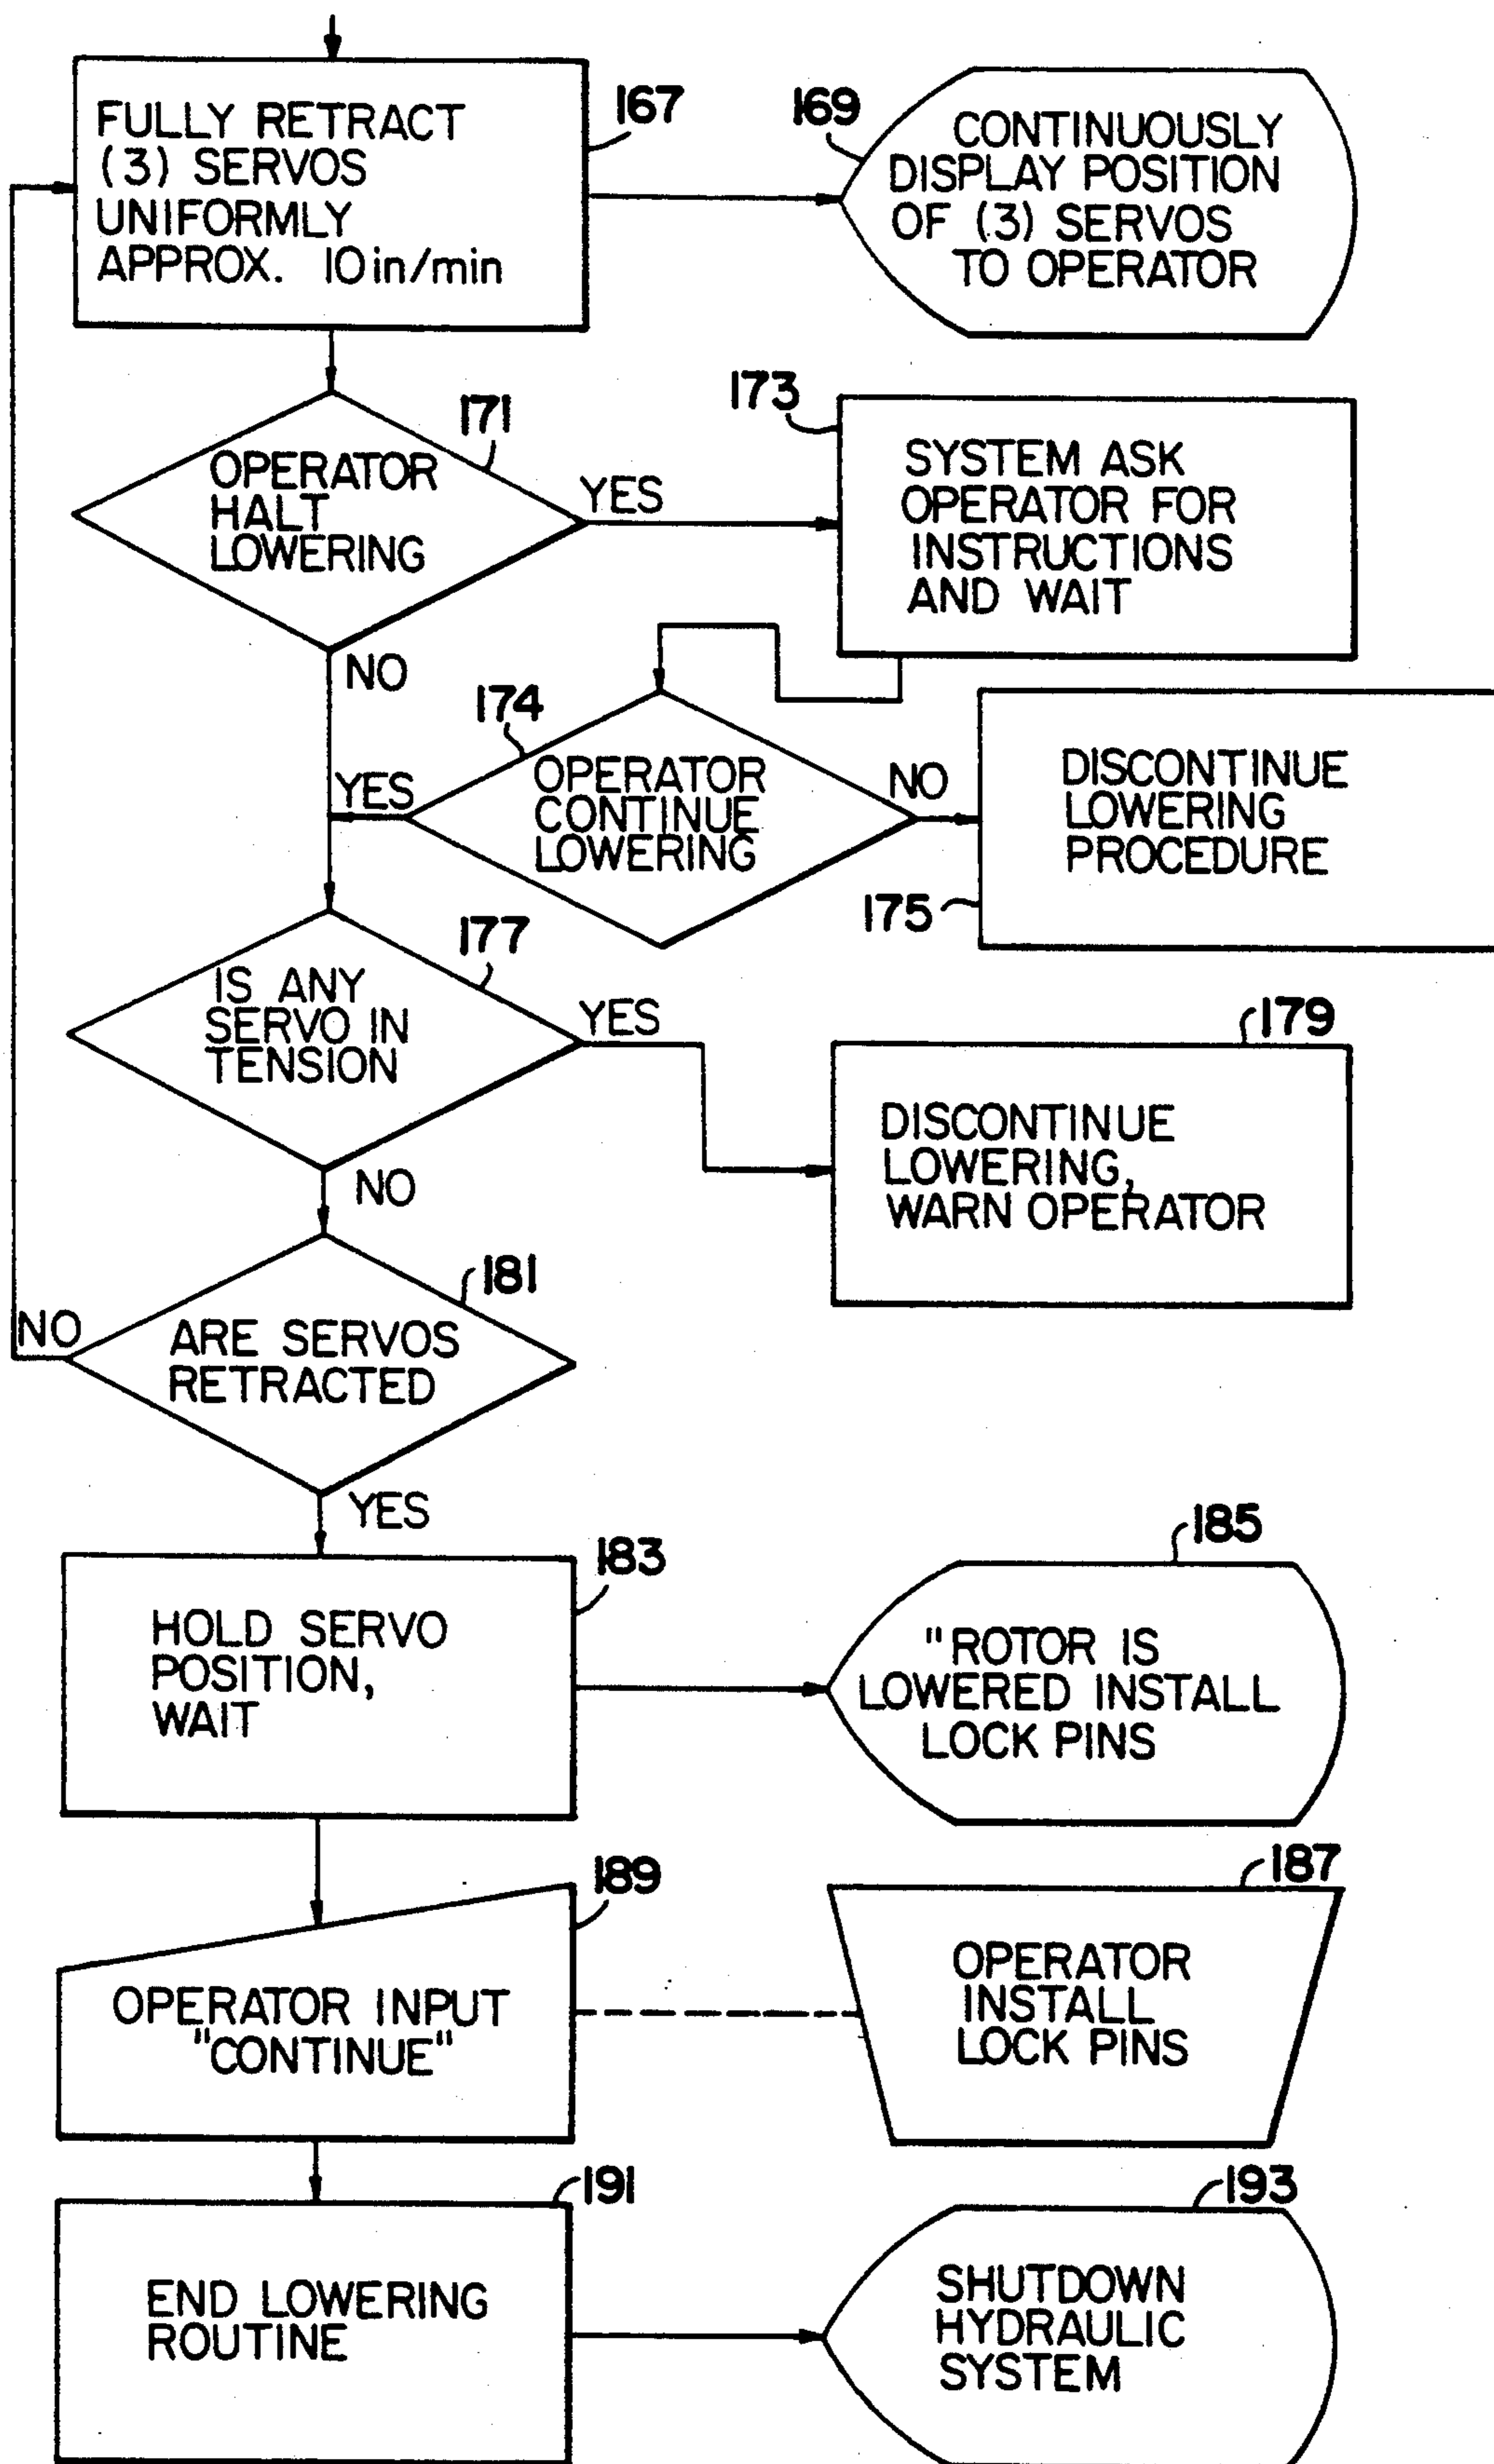 FULLY RETRACT
(3) SERVOS
UNIFORMLY
APPROX. 10 in/min
167
169
CONTINUOUSLY
DISPLAY POSITION
OF (3) SERVOS
TO OPERATOR
171
OPERATOR
HALT
LOWERING
YES
NO
173
SYSTEM ASK
OPERATOR FOR
INSTRUCTIONS
AND WAIT
174
OPERATOR
CONTINUE
LOWERING
YES
NO
DISCONTINUE
LOWERING
PROCEDURE
175
177
IS ANY
SERVO IN
TENSION
YES
NO
179
DISCONTINUE
LOWERING,
WARN OPERATOR
181
ARE SERVOS
RETRACTED
NO
YES
183
HOLD SERVO
POSITION,
WAIT
185
"ROTOR IS
LOWERED INSTALL
LOCK PINS
189
OPERATOR INPUT
"CONTINUE"
187
OPERATOR
INSTALL
LOCK PINS
191
END LOWERING
ROUTINE
193
SHUTDOWN
HYDRAULIC
SYSTEM